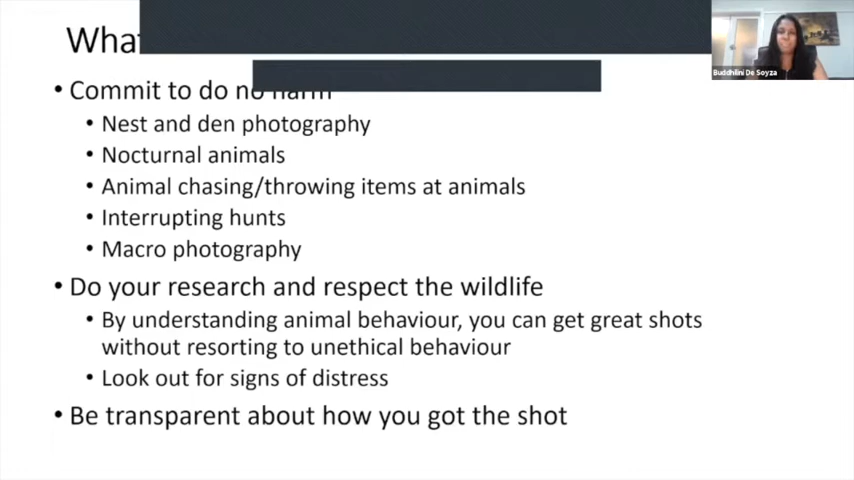 What
• Commit to do no harm
• Nest and den photography
• Nocturnal animals
• Animal chasing/throwing items at animals
• Interrupting hunts
• Macro photography
• Do your research and respect the wildlife
• By understanding animal behaviour, you can get great shots
without resorting to unethical behaviour
• Look out for signs of distress
• Be transparent about how you got the shot
Buddhilini De Soyza